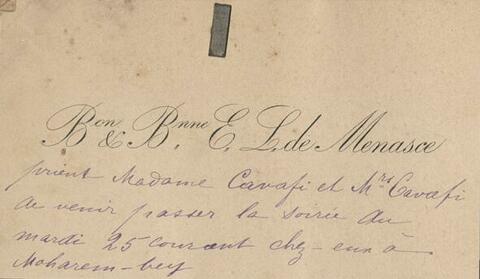 Bon & Bnne E. L. de Menasce
prient Madame Cavafi et Mrs Cavafi
de venir passer la soirée du
mardi 25 courant chez-eux à
Moharem-bey